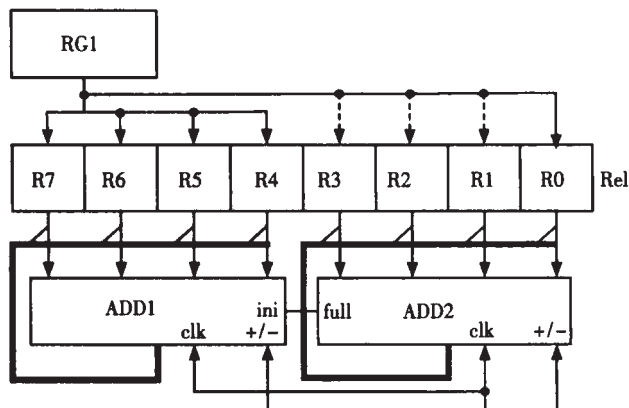 RG1
R7 R6 R5 R4 R3 R2 R1 R0 Rel
ADD1 ini full ADD2
clk +/− clk +/−